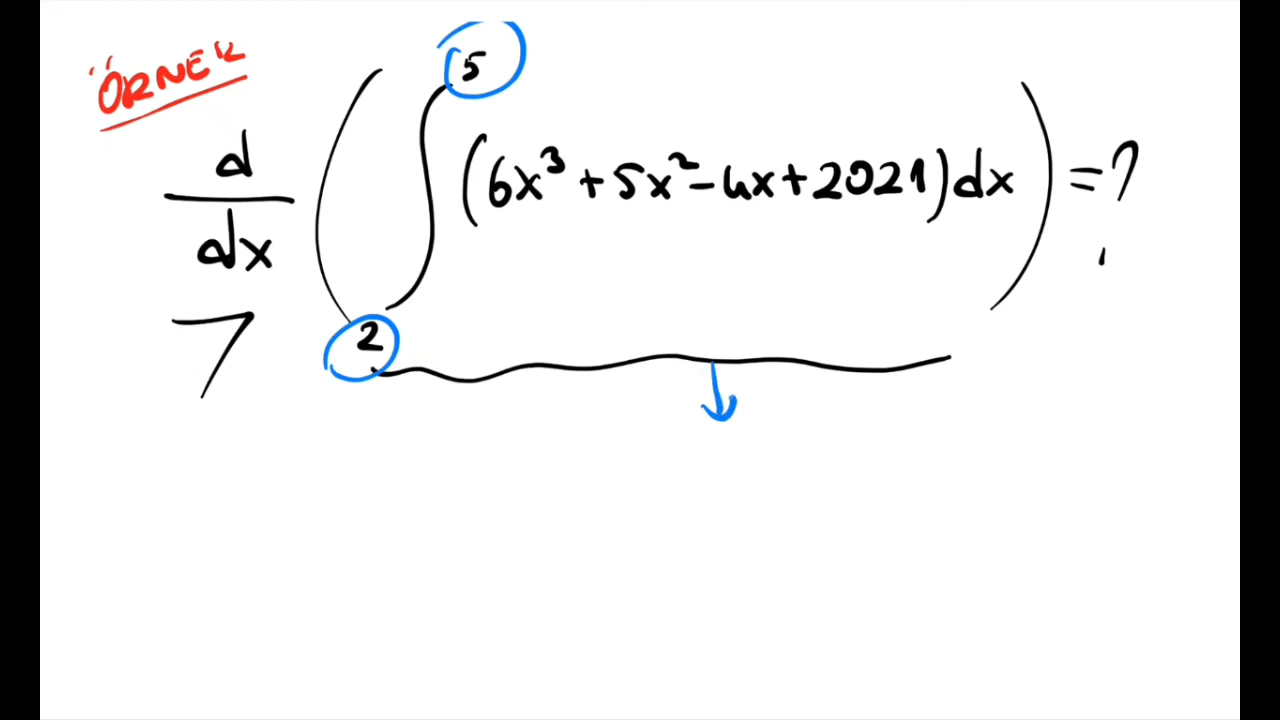 ÖRNEK
d/dx ( ∫₂⁵ (6x³ + 5x² - 4x + 2021) dx ) = ?